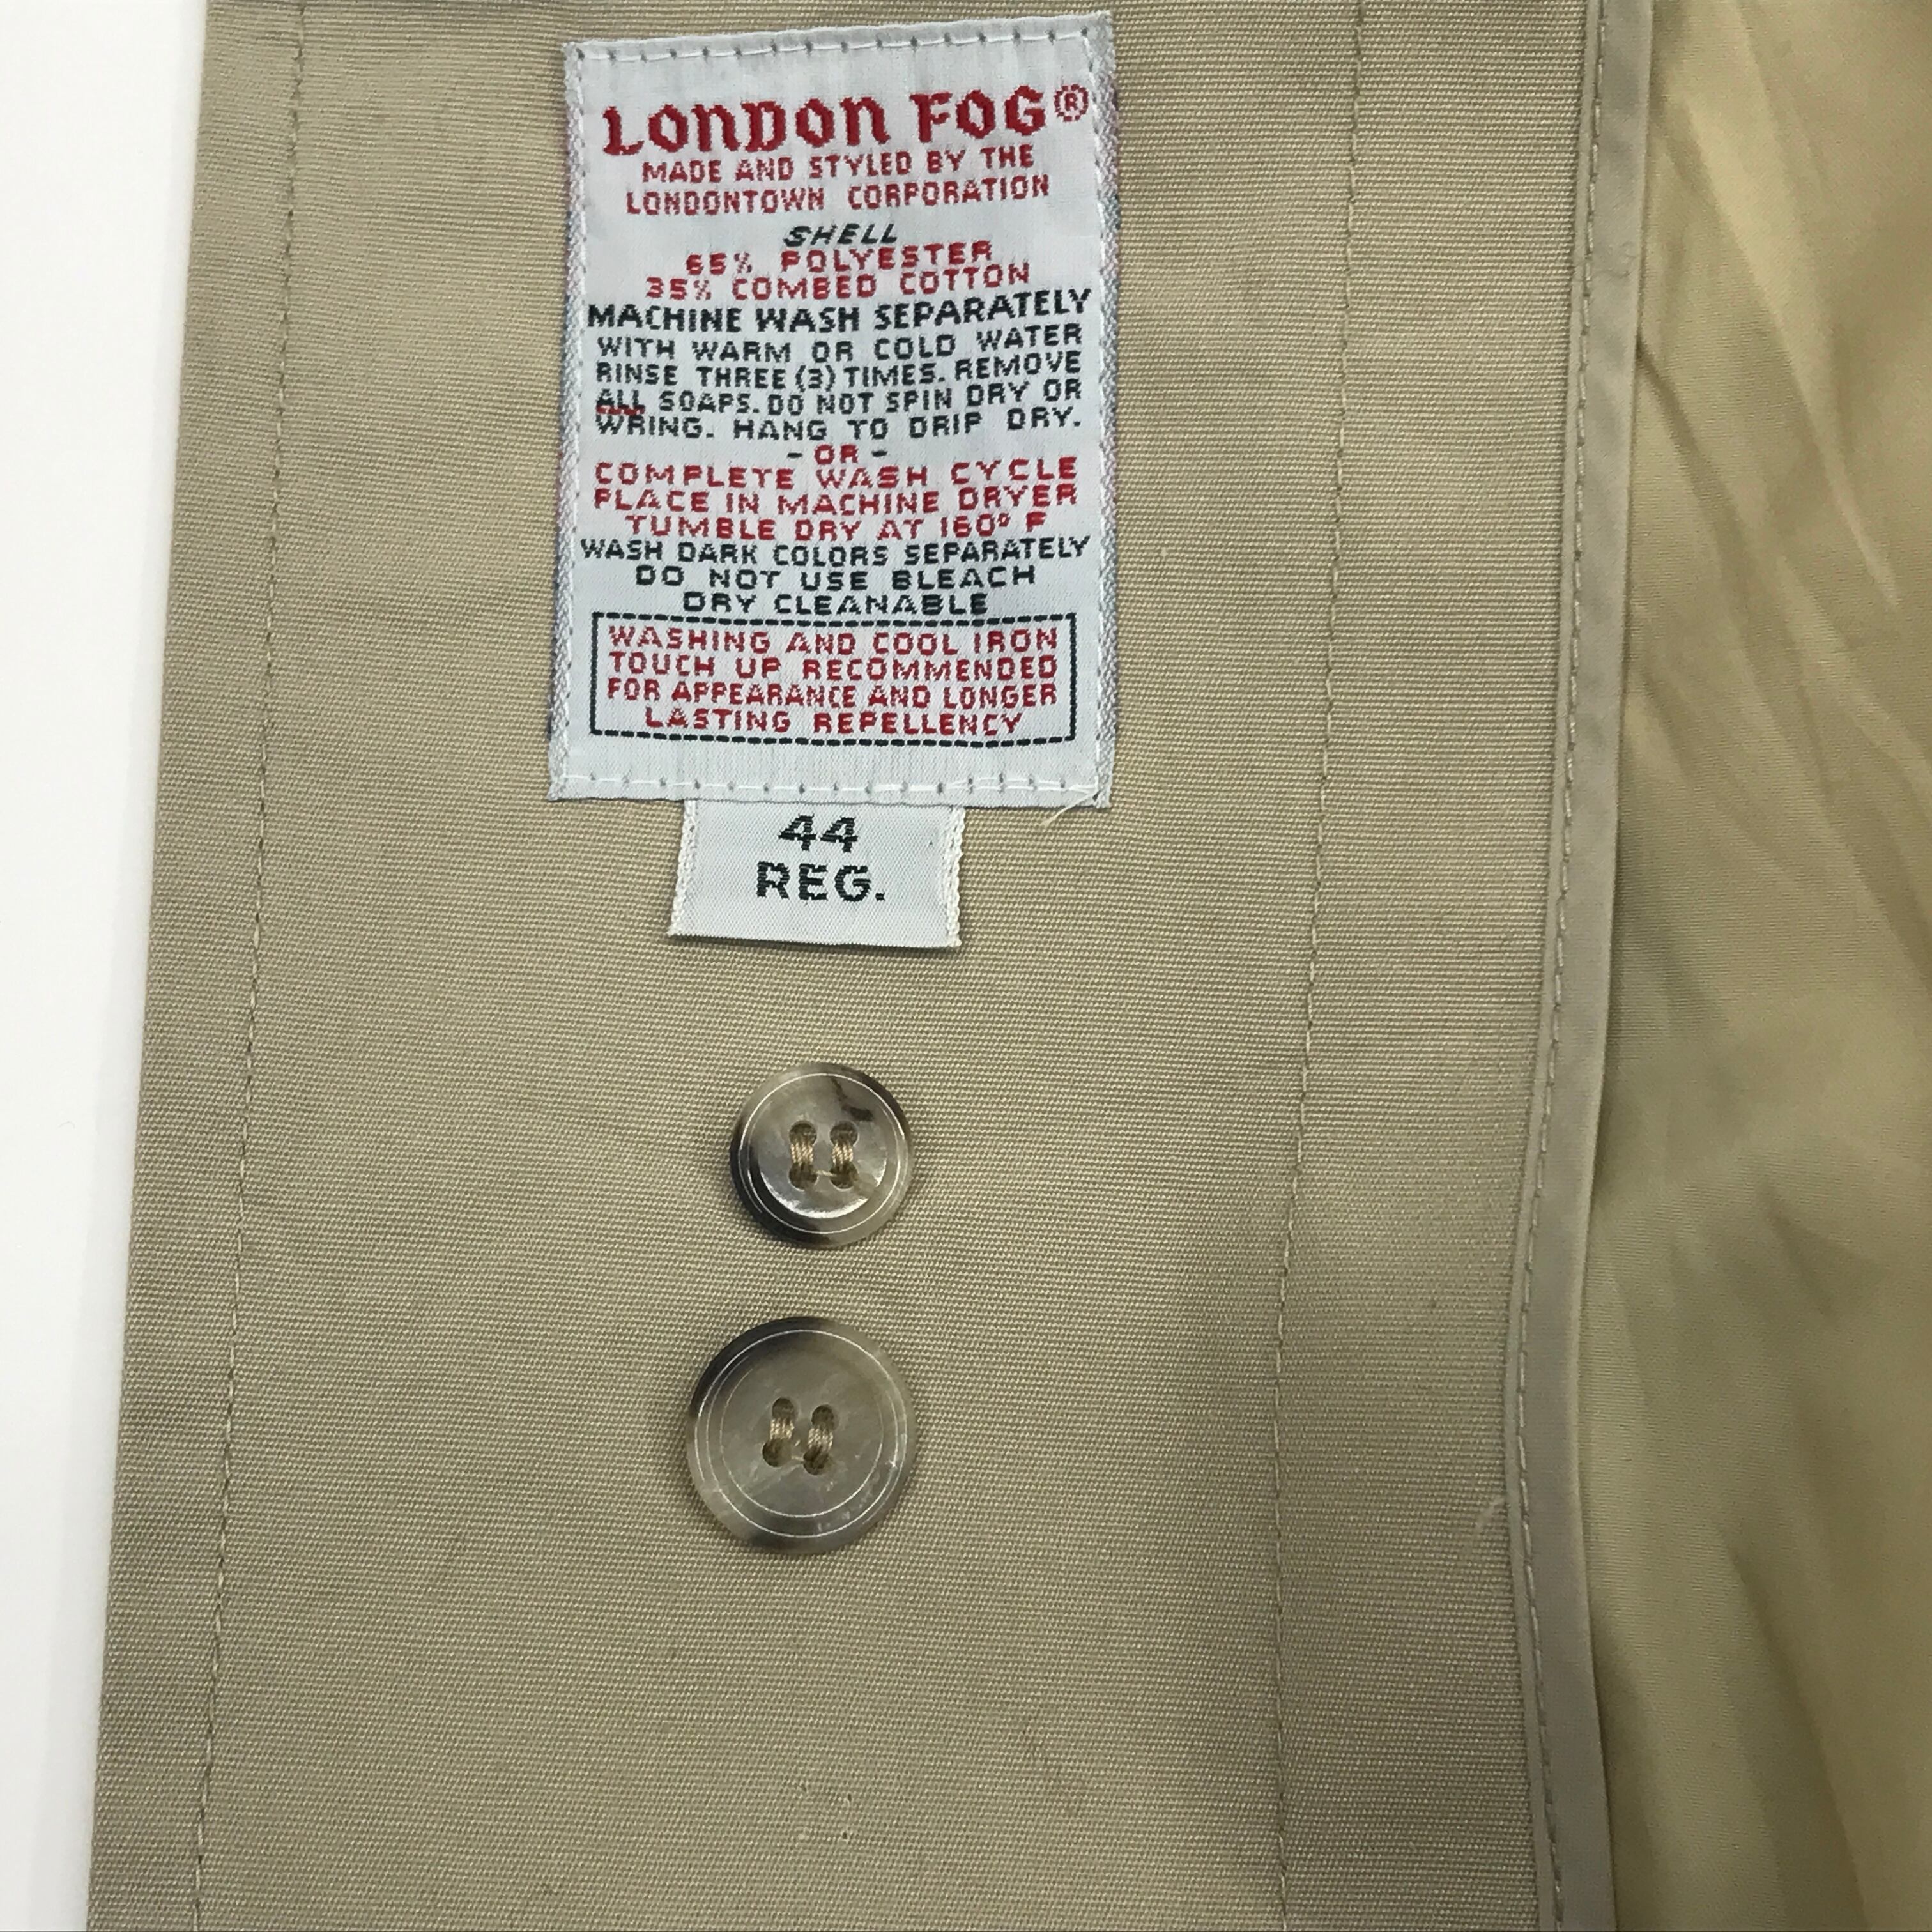 LONDON FOG®
MADE AND STYLED BY THE
LONDONTOWN CORPORATION
SHELL
65% POLYESTER
35% COMBED COTTON
MACHINE WASH SEPARATELY
WITH WARM OR COLD WATER
RINSE THREE (3) TIMES. REMOVE
ALL SOAPS. DO NOT SPIN DRY OR
WRING. HANG TO DRIP DRY.
- OR -
COMPLETE WASH CYCLE
PLACE IN MACHINE DRYER
TUMBLE DRY AT 160° F
WASH DARK COLORS SEPARATELY
DO NOT USE BLEACH
DRY CLEANABLE
WASHING AND COOL IRON
TOUCH UP RECOMMENDED
FOR APPEARANCE AND LONGER
LASTING REPELLENCY
44
REG.